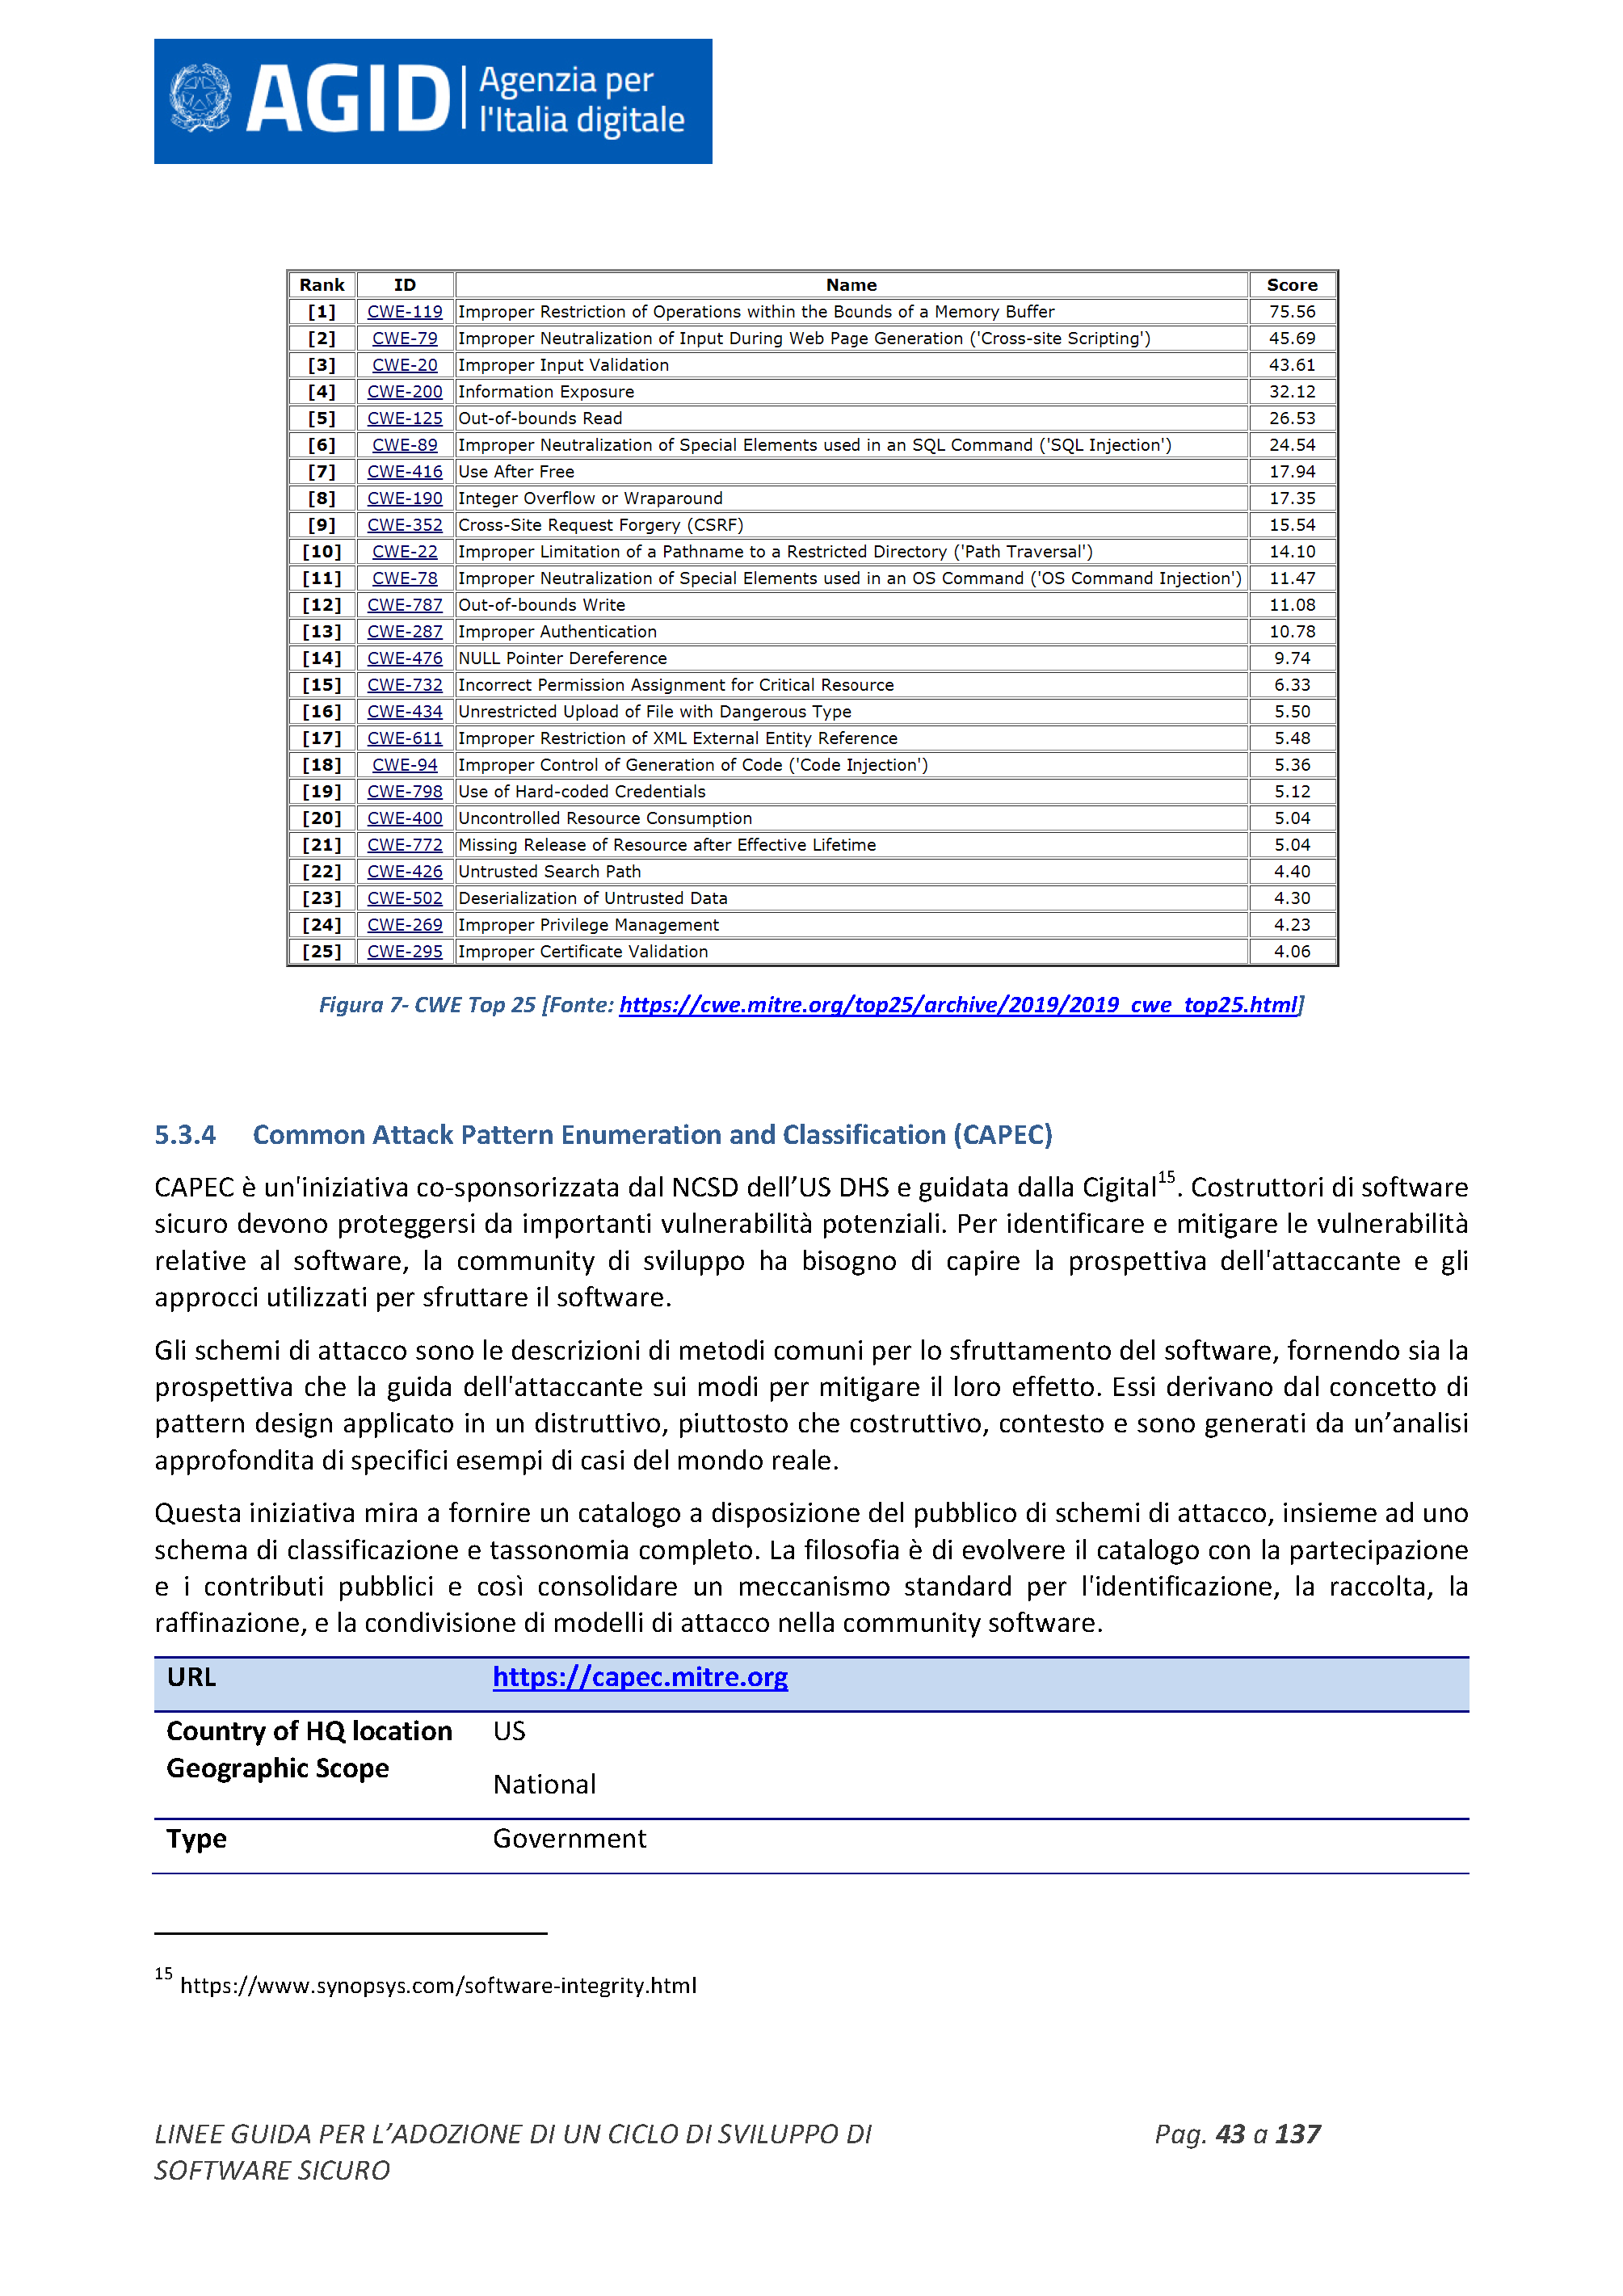 AGID
Agenzia per
l'Italia digitale
Rank ID Name Score
[1] CWE-119 Improper Restriction of Operations within the Bounds of a Memory Buffer 75.56
[2] CWE-79 Improper Neutralization of Input During Web Page Generation ('Cross-site Scripting') 45.69
[3] CWE-20 Improper Input Validation 43.61
[4] CWE-200 Information Exposure 32.12
[5] CWE-125 Out-of-bounds Read 26.53
[6] CWE-89 Improper Neutralization of Special Elements used in an SQL Command ('SQL Injection') 24.54
[7] CWE-416 Use After Free 17.94
[8] CWE-190 Integer Overflow or Wraparound 17.35
[9] CWE-352 Cross-Site Request Forgery (CSRF) 15.54
[10] CWE-22 Improper Limitation of a Pathname to a Restricted Directory ('Path Traversal') 14.10
[11] CWE-78 Improper Neutralization of Special Elements used in an OS Command ('OS Command Injection') 11.47
[12] CWE-787 Out-of-bounds Write 11.08
[13] CWE-287 Improper Authentication 10.78
[14] CWE-476 NULL Pointer Dereference 9.74
[15] CWE-732 Incorrect Permission Assignment for Critical Resource 6.33
[16] CWE-434 Unrestricted Upload of File with Dangerous Type 5.50
[17] CWE-611 Improper Restriction of XML External Entity Reference 5.48
[18] CWE-94 Improper Control of Generation of Code ('Code Injection') 5.36
[19] CWE-798 Use of Hard-coded Credentials 5.12
[20] CWE-400 Uncontrolled Resource Consumption 5.04
[21] CWE-772 Missing Release of Resource after Effective Lifetime 5.04
[22] CWE-426 Untrusted Search Path 4.40
[23] CWE-502 Deserialization of Untrusted Data 4.30
[24] CWE-269 Improper Privilege Management 4.23
[25] CWE-295 Improper Certificate Validation 4.06
Figura 7- CWE Top 25 [Fonte: https://cwe.mitre.org/top25/archive/2019/2019_cwe_top25.html]
5.3.4 Common Attack Pattern Enumeration and Classification (CAPEC)
CAPEC è un'iniziativa co-sponsorizzata dal NCSD dell’US DHS e guidata dalla Cigital15. Costruttori di software
sicuro devono proteggersi da importanti vulnerabilità potenziali. Per identificare e mitigare le vulnerabilità
relative al software, la community di sviluppo ha bisogno di capire la prospettiva dell'attaccante e gli
approcci utilizzati per sfruttare il software.
Gli schemi di attacco sono le descrizioni di metodi comuni per lo sfruttamento del software, fornendo sia la
prospettiva che la guida dell'attaccante sui modi per mitigare il loro effetto. Essi derivano dal concetto di
pattern design applicato in un distruttivo, piuttosto che costruttivo, contesto e sono generati da un’analisi
approfondita di specifici esempi di casi del mondo reale.
Questa iniziativa mira a fornire un catalogo a disposizione del pubblico di schemi di attacco, insieme ad uno
schema di classificazione e tassonomia completo. La filosofia è di evolvere il catalogo con la partecipazione
e i contributi pubblici e così consolidare un meccanismo standard per l'identificazione, la raccolta, la
raffinazione, e la condivisione di modelli di attacco nella community software.
URL https://capec.mitre.org
Country of HQ location US
Geographic Scope
National
Type Government
15 https://www.synopsys.com/software-integrity.html
LINEE GUIDA PER L’ADOZIONE DI UN CICLO DI SVILUPPO DI Pag. 43 a 137
SOFTWARE SICURO